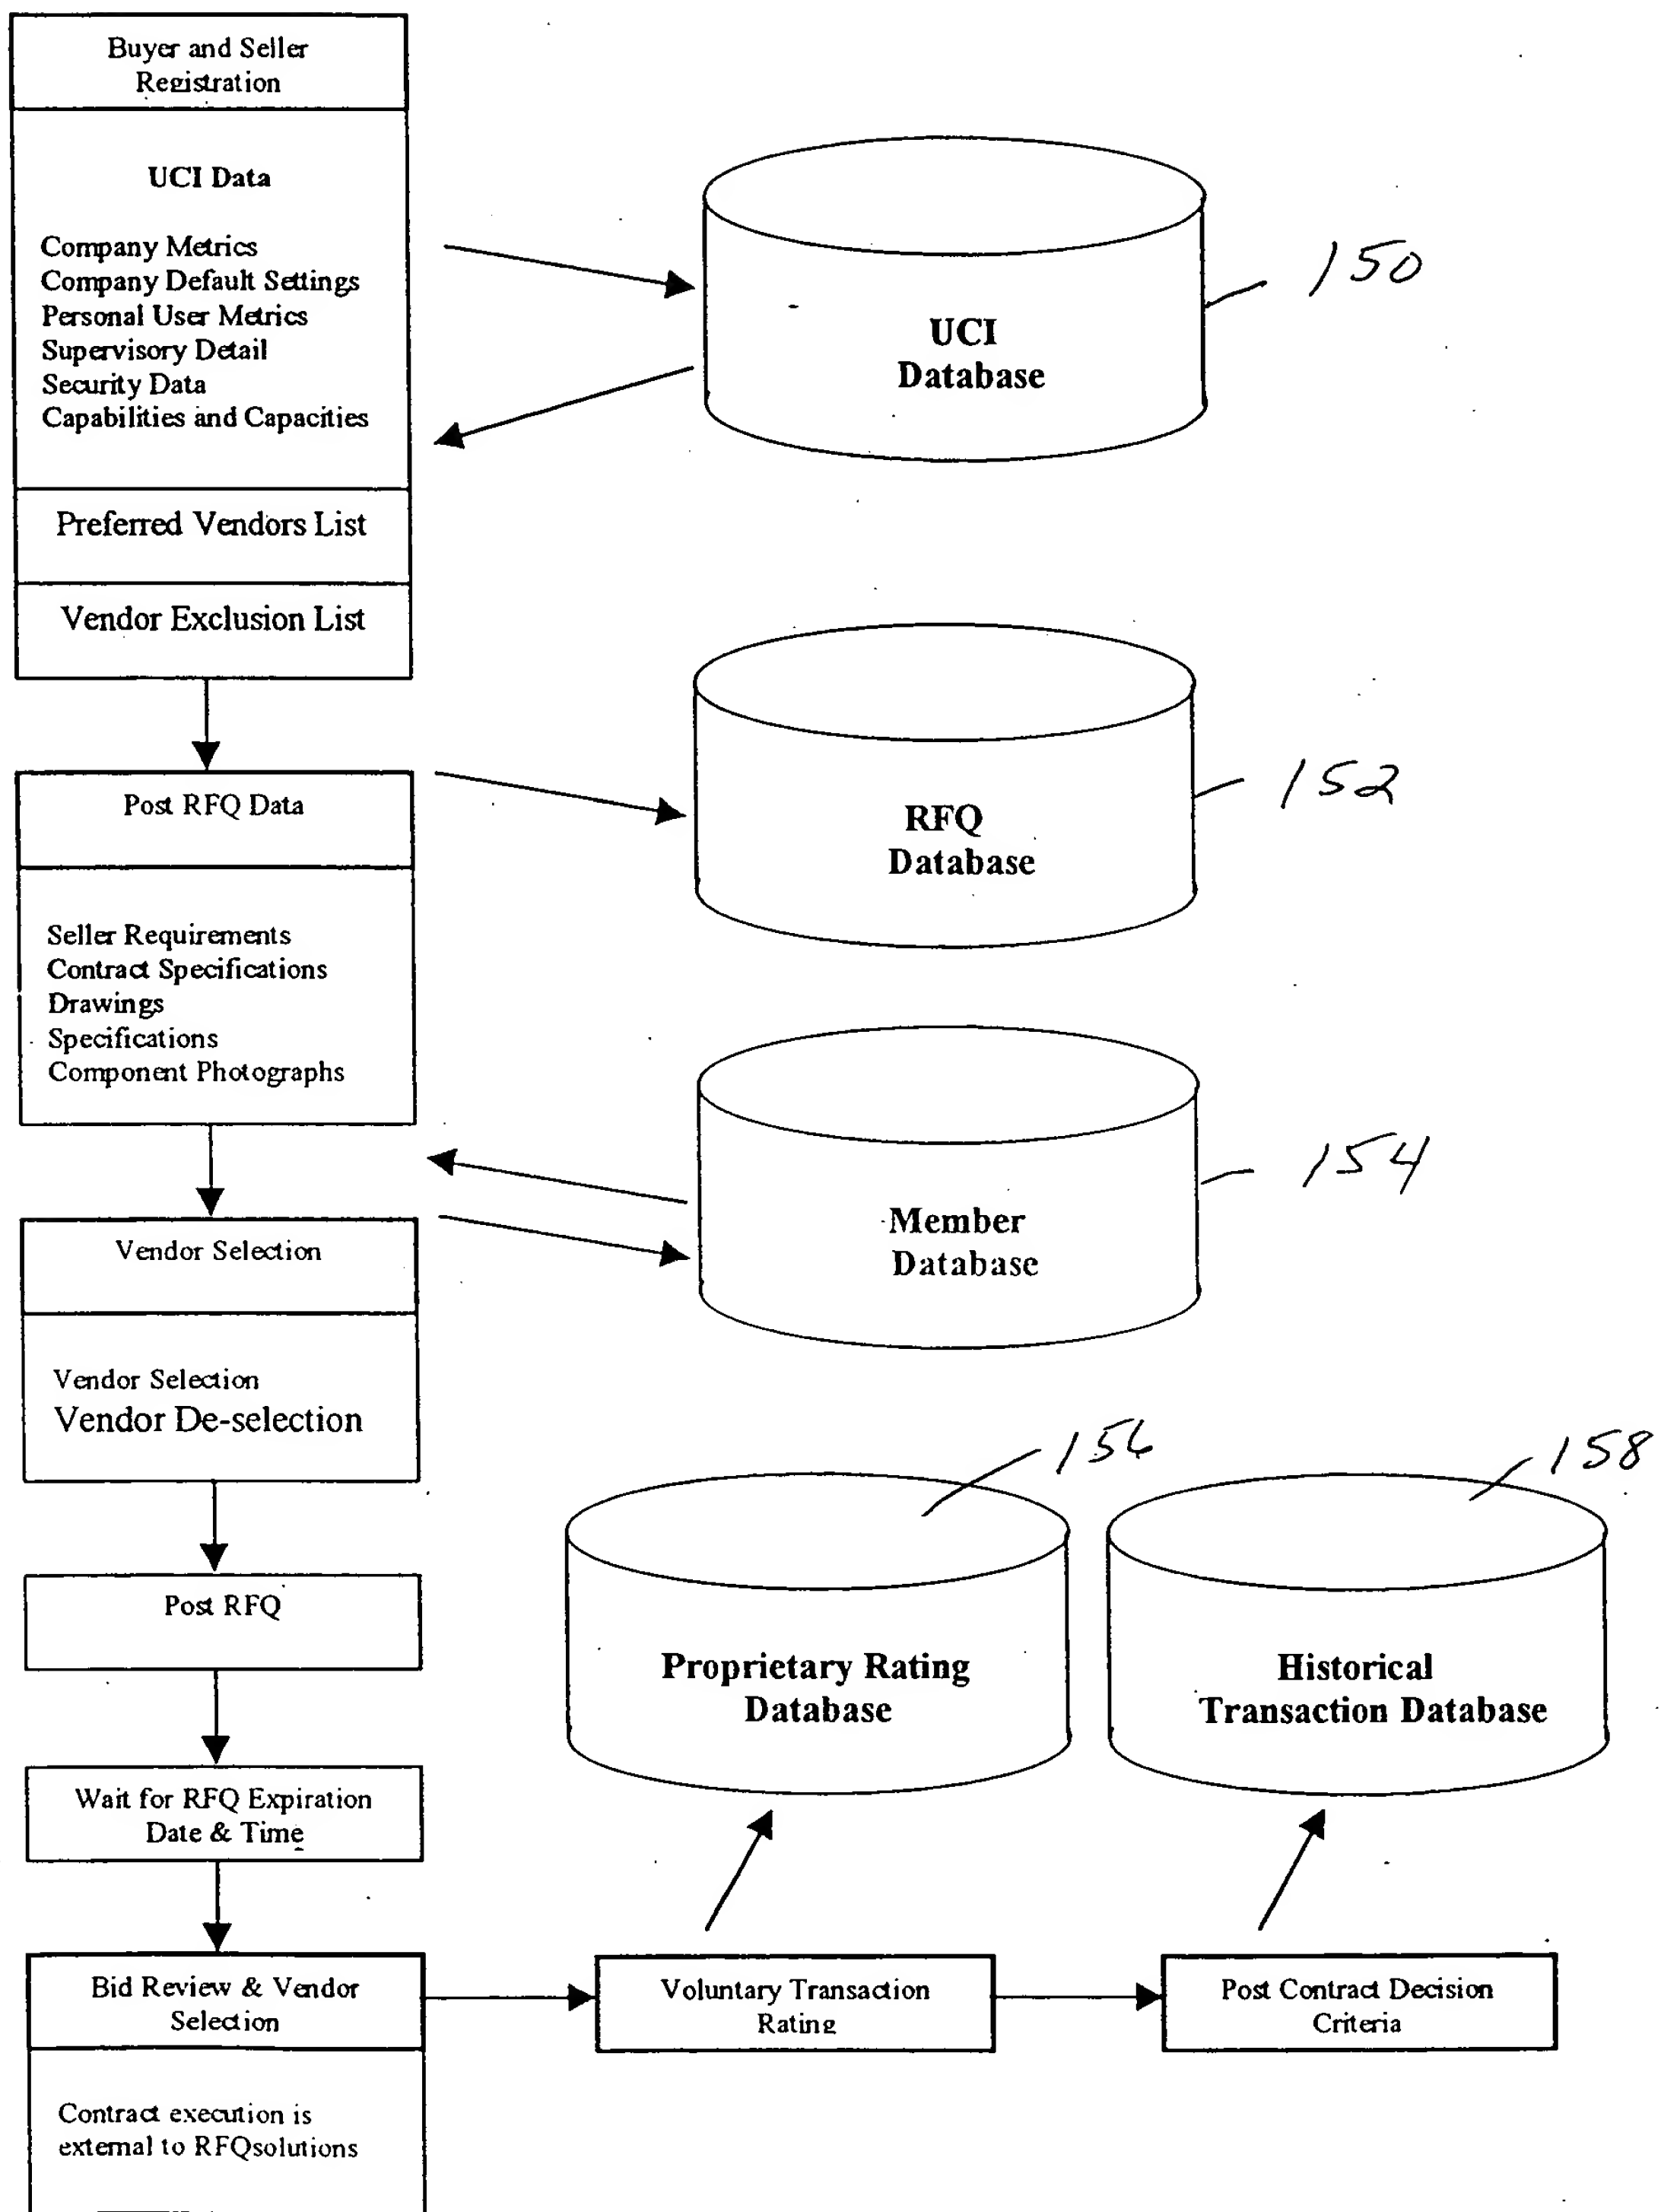 Buyer and Seller
Registration
UCI Data
Company Metrics
Company Default Settings
Personal User Metrics
Supervisory Detail
Security Data
Capabilities and Capacities
Preferred Vendors List
Vendor Exclusion List
UCI
Database
150
Post RFQ Data
Seller Requirements
Contract Specifications
Drawings
Specifications
Component Photographs
RFQ
Database
152
Member
Database
154
Vendor Selection
Vendor Selection
Vendor De-selection
Post RFQ
Wait for RFQ Expiration
Date & Time
156
Proprietary Rating
Database
158
Historical
Transaction Database
Bid Review & Vendor
Selection
Contract execution is
external to RFQsolutions
Voluntary Transaction
Rating
Post Contract Decision
Criteria